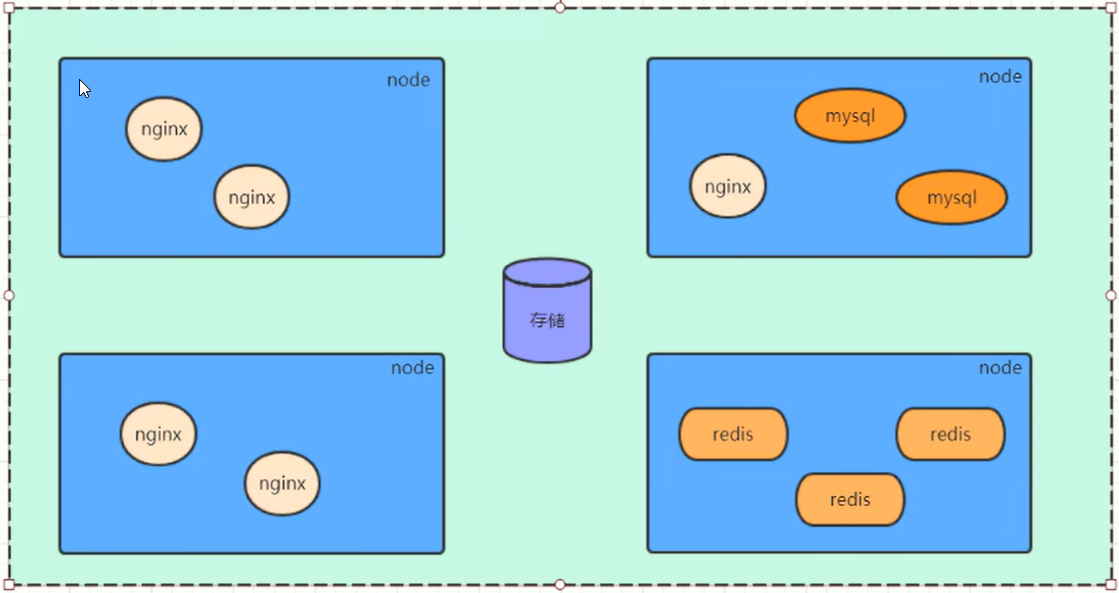 node
nginx
nginx
node
mysql
nginx
mysql
存储
node
nginx
nginx
node
redis
redis
redis